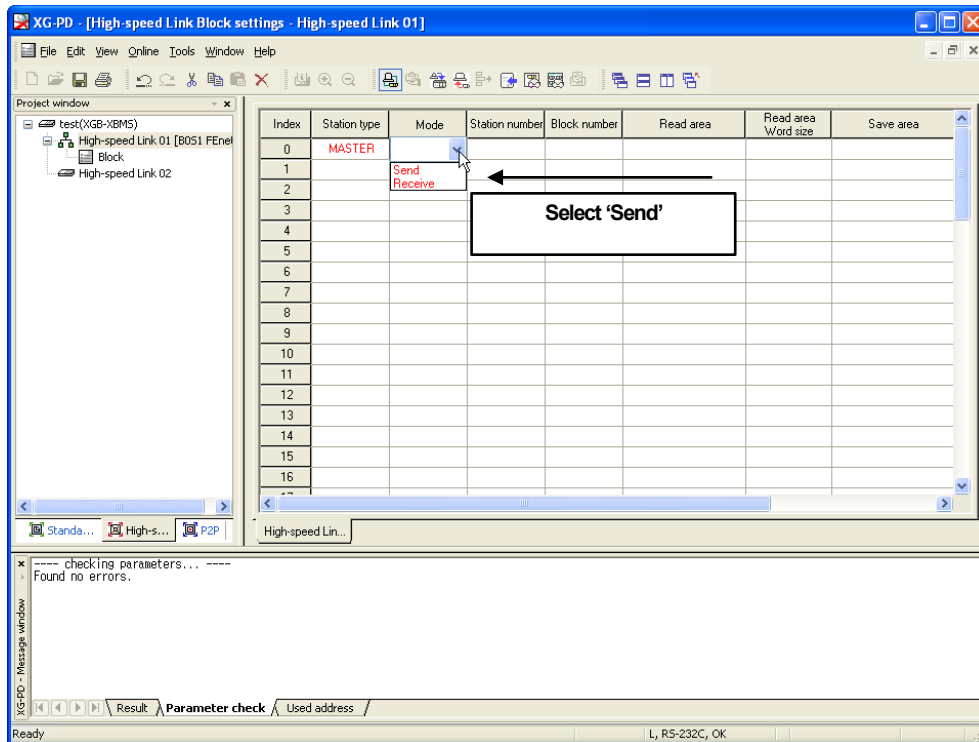 XG-PD - [High-speed Link Block settings - High-speed Link 01]
File Edit View Online Tools Window Help
Project window
test(XGB-XBMS)
High-speed Link 01 [B0S1 FEnet
Block
High-speed Link 02
Standa... High-s... P2P
Index Station type Mode Station number Block number Read area Read area Word size Save area
0 MASTER
1 Send
Receive
2
3
Select ‘Send’
4
5
6
7
8
9
10
11
12
13
14
15
16
High-speed Lin...
---- checking parameters... ----
Found no errors.
XG-PD - Message window
Result Parameter check Used address
Ready L, RS-232C, OK